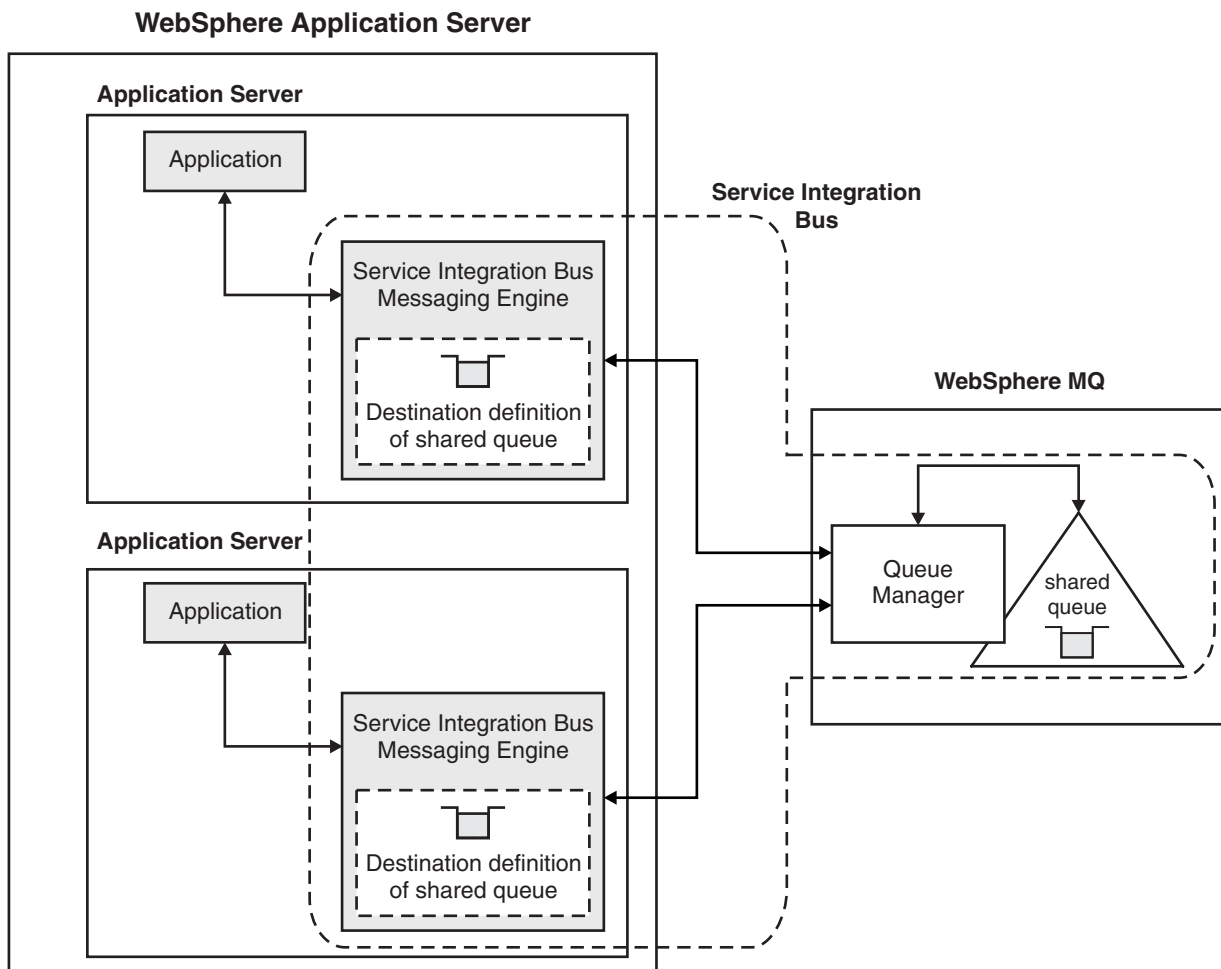 WebSphere Application Server
Application Server
Application
Service Integration
Bus
Service Integration Bus
Messaging Engine
Destination definition
of shared queue
WebSphere MQ
Queue
Manager
shared
queue
Application Server
Application
Service Integration Bus
Messaging Engine
Destination definition
of shared queue